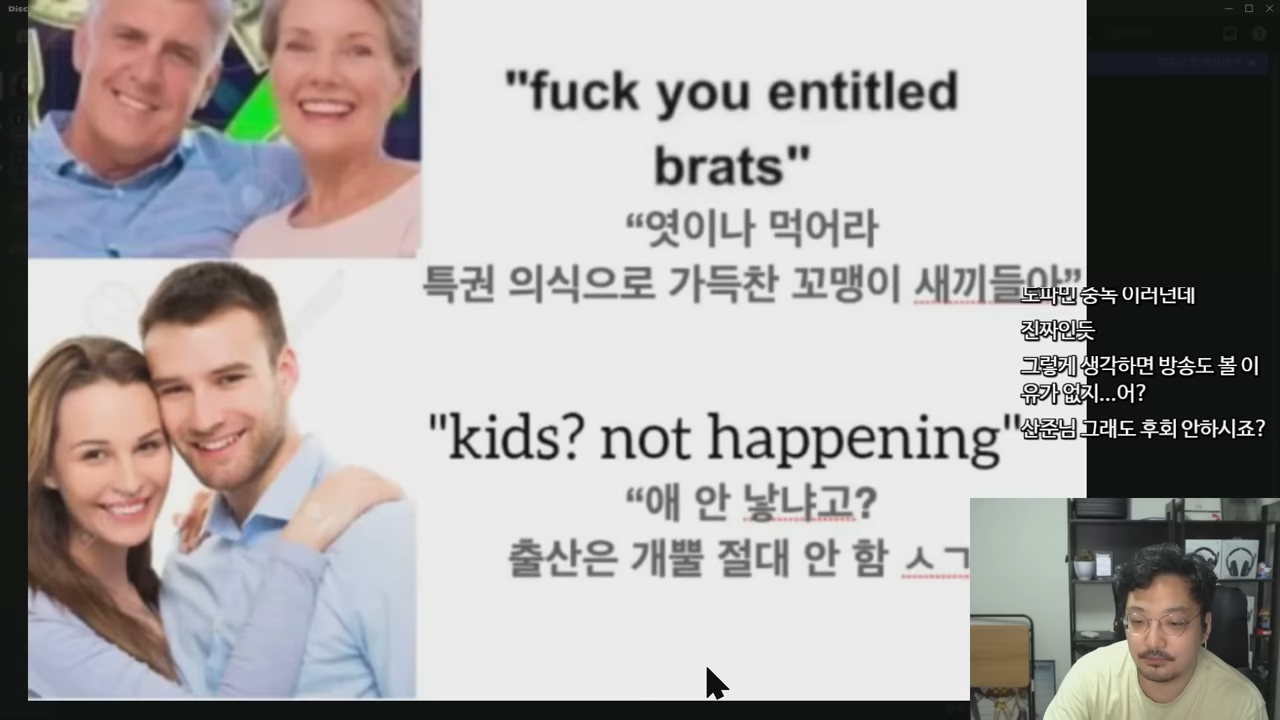 Disc
"fuck you entitled
brats"
“엿이나 먹어라
특권 의식으로 가득찬 꼬맹이 새끼들아”
"kids? not happening"
“애 안 낳냐고?
출산은 개뿔 절대 안 함 ㅅㄱ
도파민 중독 이러던데
진짜인듯
그렇게 생각하면 방송도 볼 이
유가 없지...어?
산준님 그래도 후회 안하시죠?